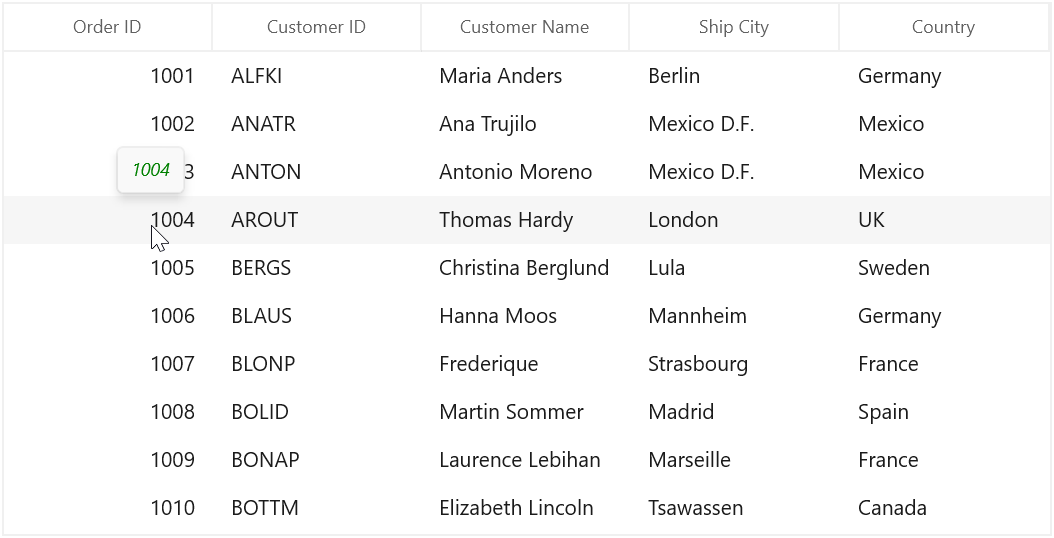 Order ID Customer ID Customer Name Ship City Country
1001 ALFKI Maria Anders Berlin Germany
1002 ANATR Ana Trujilo Mexico D.F. Mexico
1004
3 ANTON Antonio Moreno Mexico D.F. Mexico
1004 AROUT Thomas Hardy London UK
1005 BERGS Christina Berglund Lula Sweden
1006 BLAUS Hanna Moos Mannheim Germany
1007 BLONP Frederique Strasbourg France
1008 BOLID Martin Sommer Madrid Spain
1009 BONAP Laurence Lebihan Marseille France
1010 BOTTM Elizabeth Lincoln Tsawassen Canada